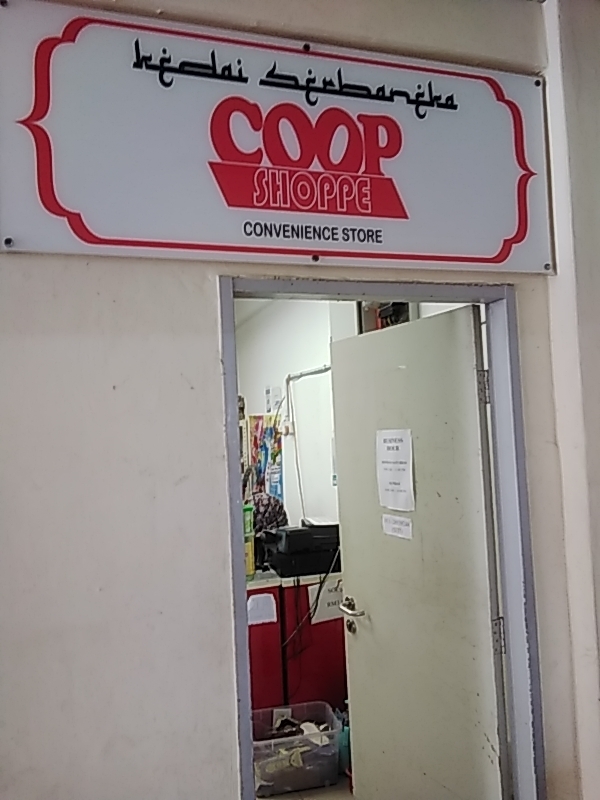 kedai serbaneka
COOP
SHOPPE
CONVENIENCE STORE
BUSINESS
HOUR